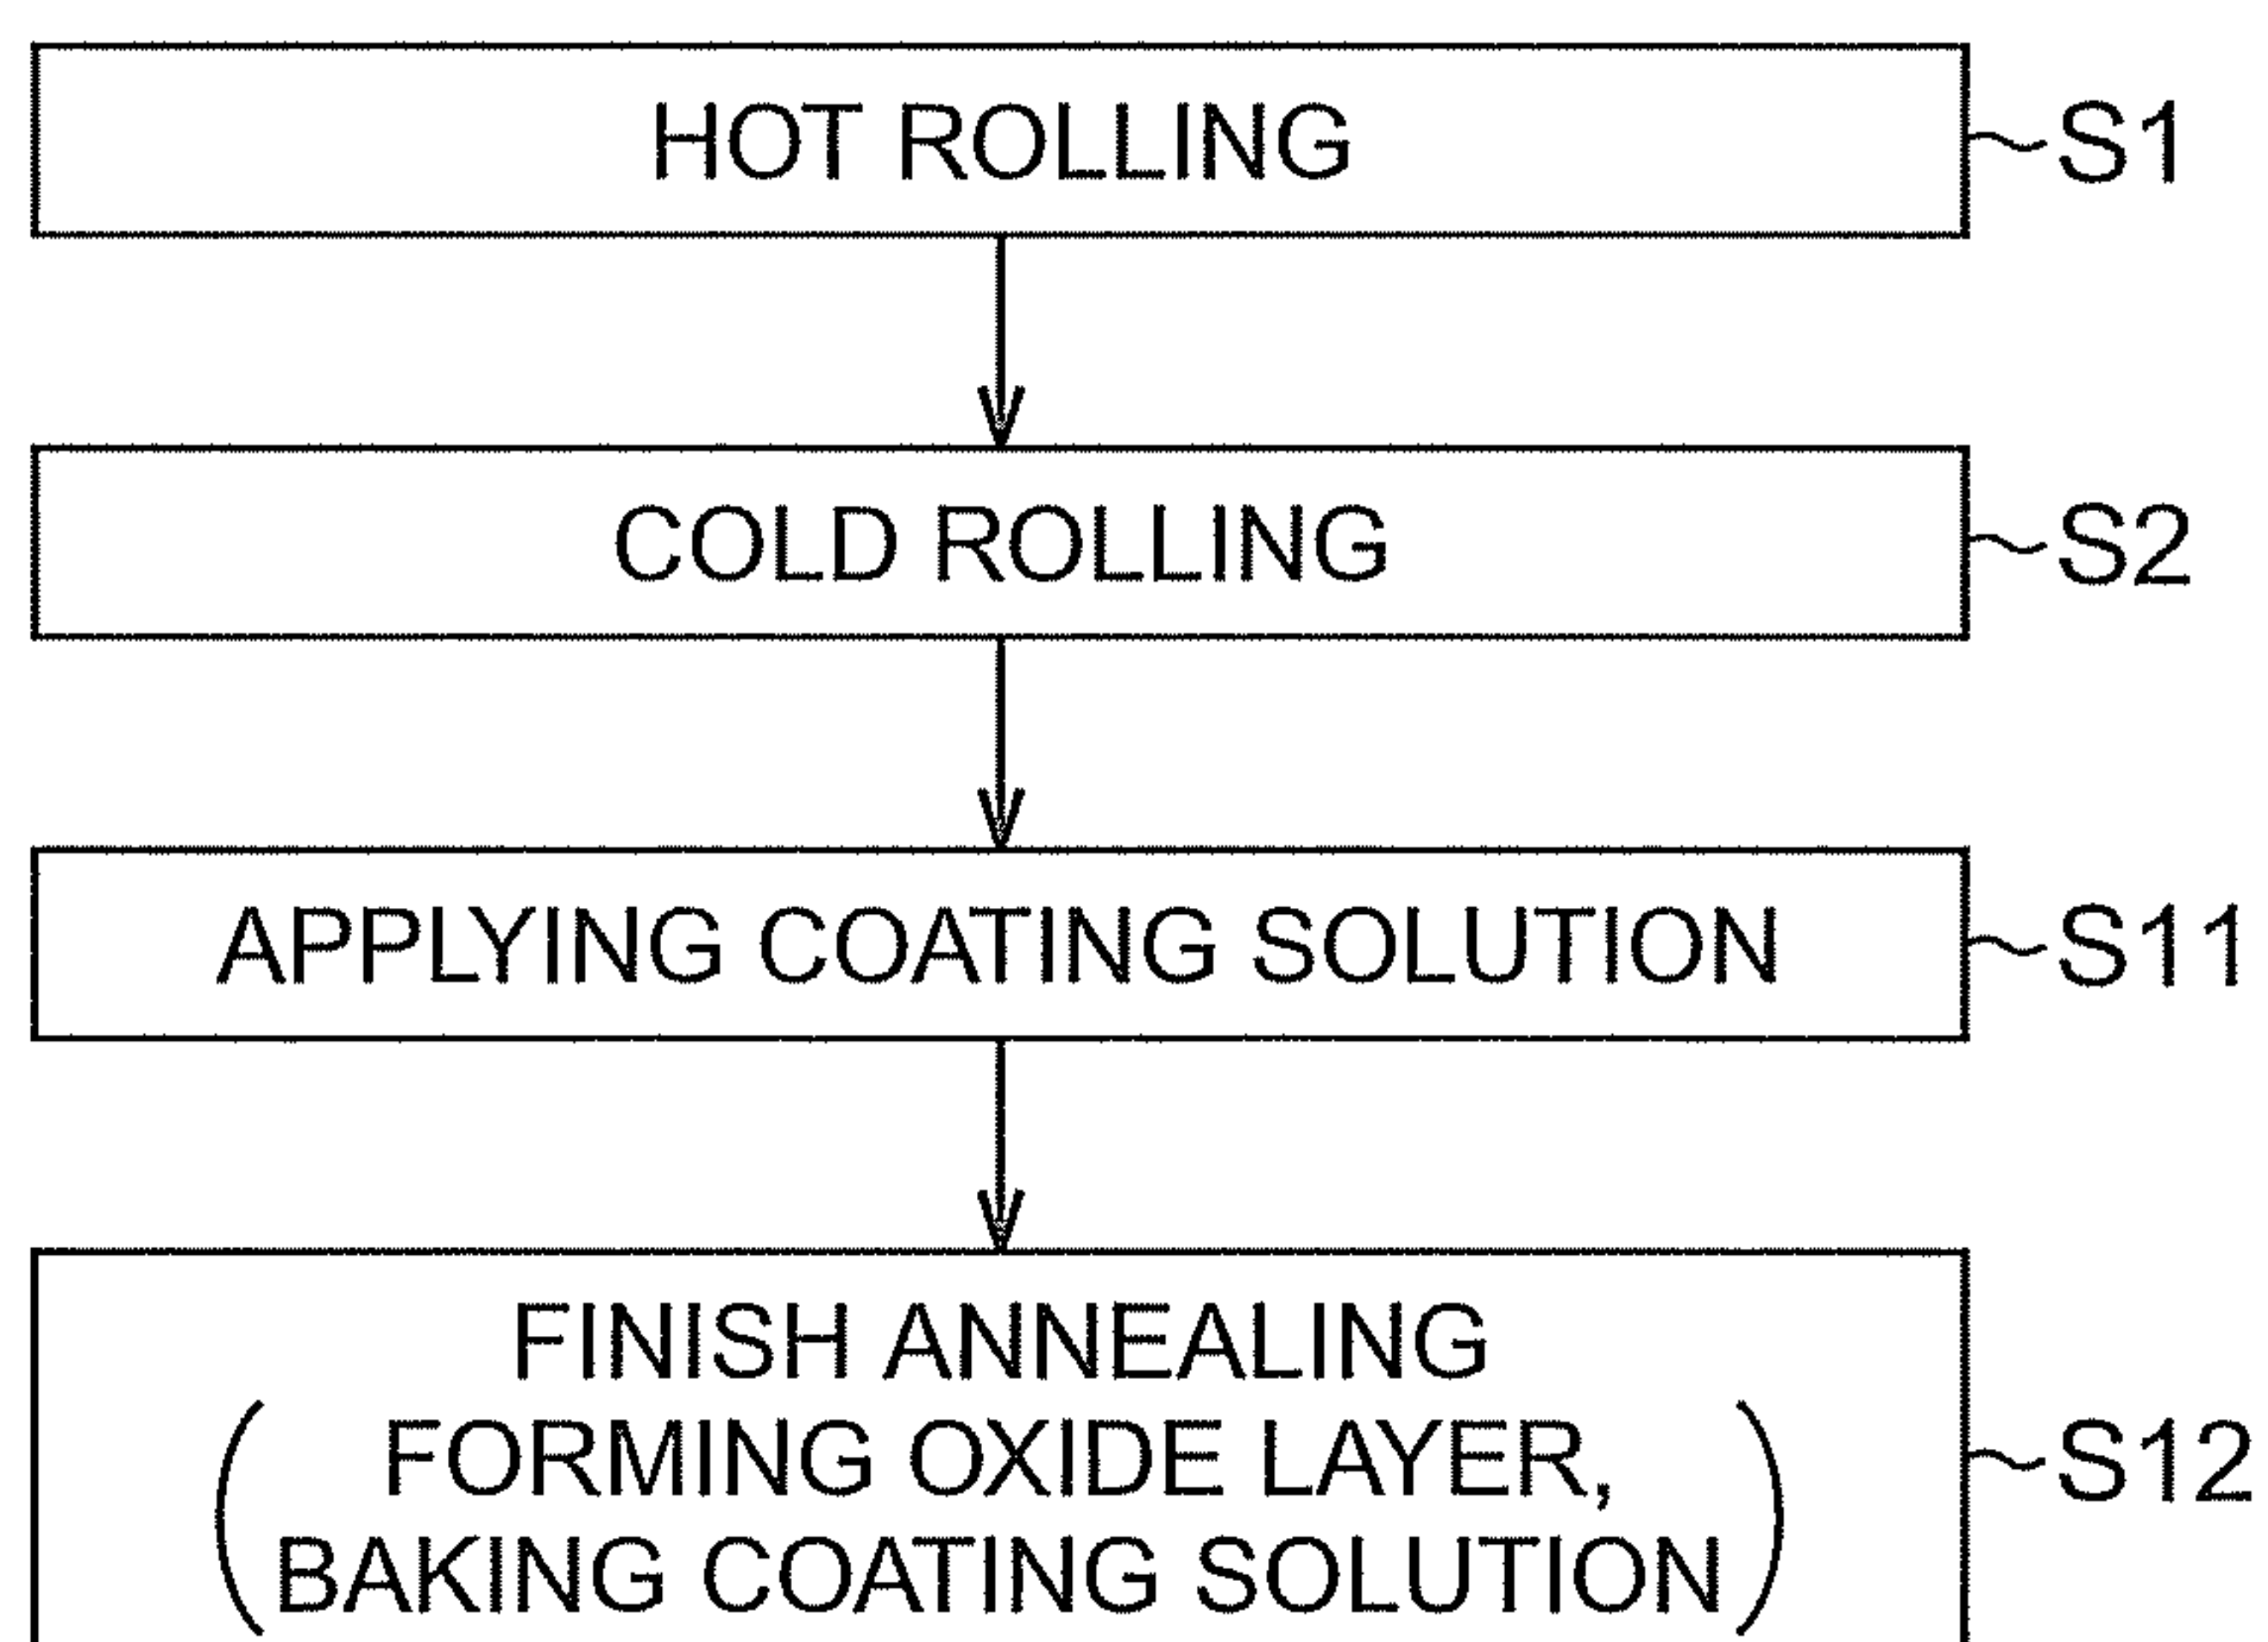 HOT ROLLING S1
COLD ROLLING S2
APPLYING COATING SOLUTION S11
FINISH ANNEALING
(FORMING OXIDE LAYER, S12
BAKING COATING SOLUTION)